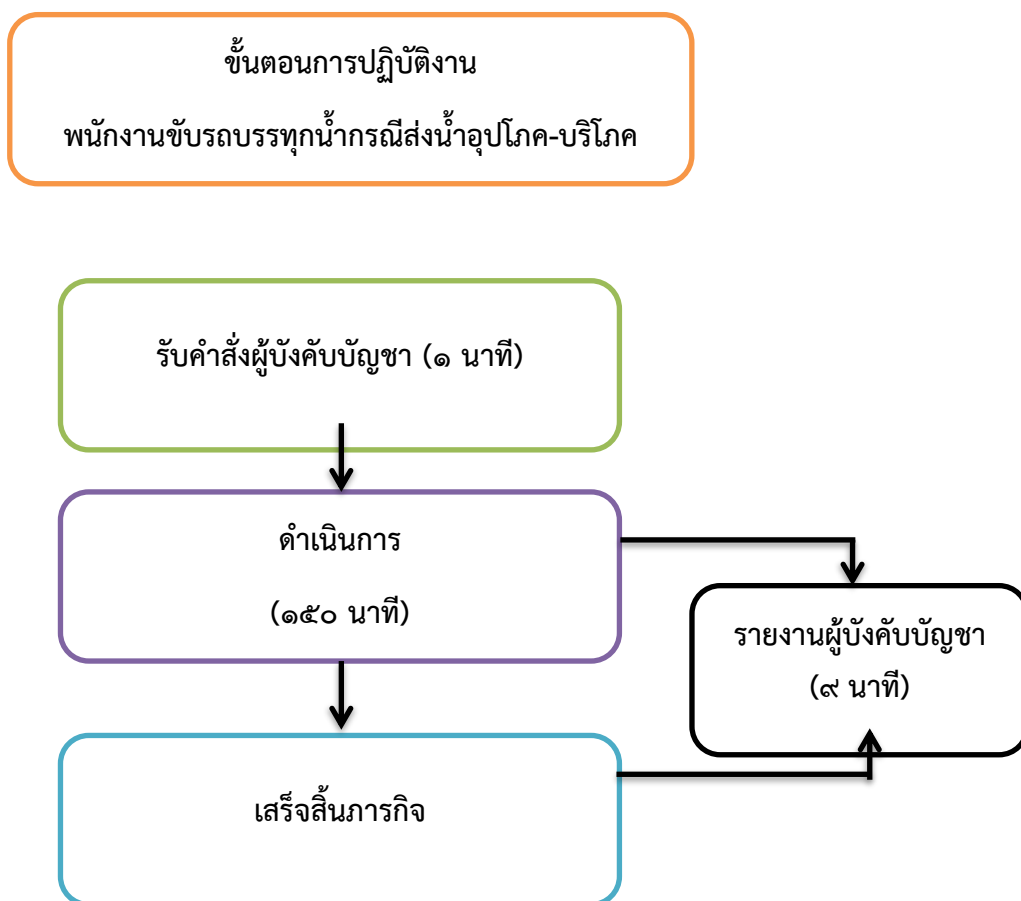 ขั้นตอนการปฏิบัติงาน
พนักงานขับรถบรรทุกน้ำกรณีส่งน้ำอุปโภค-บริโภค
รับคำสั่งผู้บังคับบัญชา (๑ นาที)
ดำเนินการ
(๑๕๐ นาที)
รายงานผู้บังคับบัญชา
(๙ นาที)
เสร็จสิ้นภารกิจ